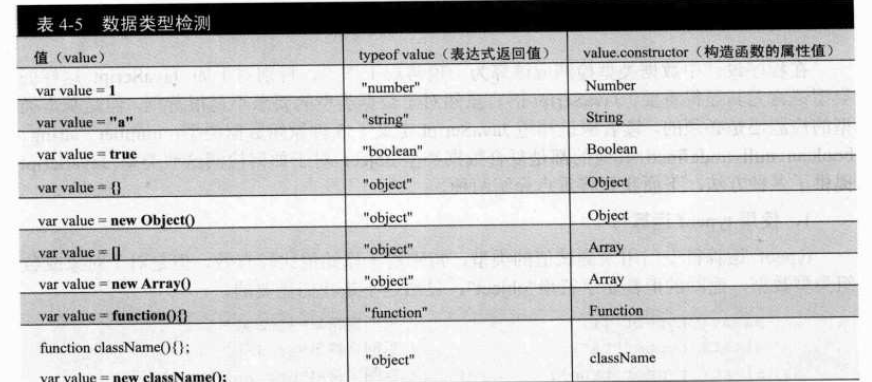 表 4-5 数据类型检测
值（value） typeof value（表达式返回值） value.constructor（构造函数的属性值）
var value = 1 "number" Number
var value = "a" "string" String
var value = true "boolean" Boolean
var value = {} "object" Object
var value = new Object() "object" Object
var value = [] "object" Array
var value = new Array() "object" Array
var value = function(){} "function" Function
function className(){};
"object" className
var value = new className();